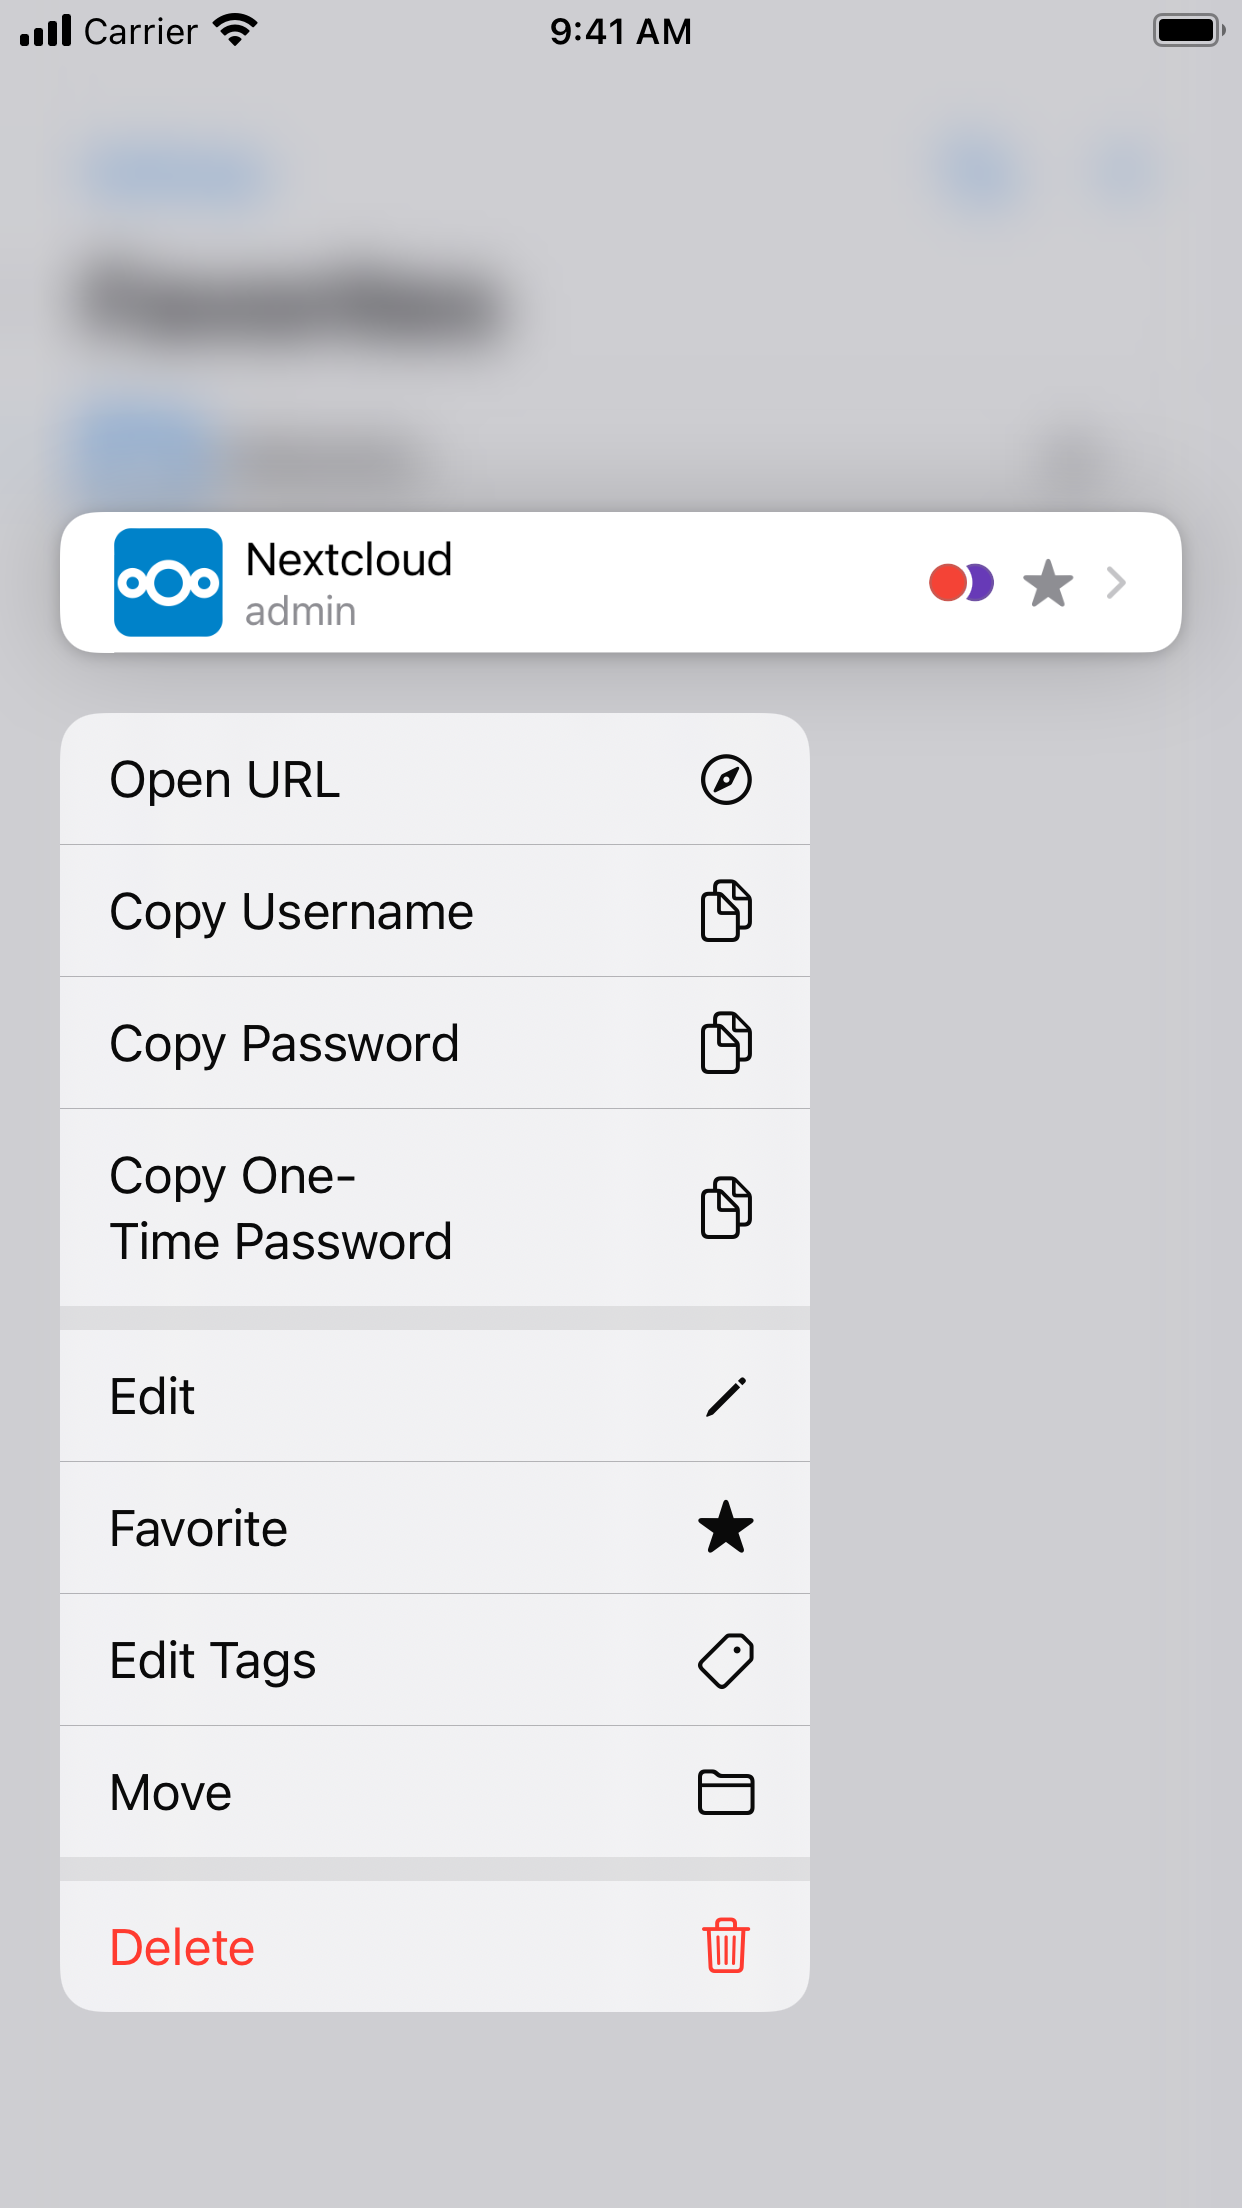 Carrier
9:41 AM
Nextcloud
admin
Open URL
Copy Username
Copy Password
Copy One-
Time Password
Edit
Favorite
Edit Tags
Move
Delete